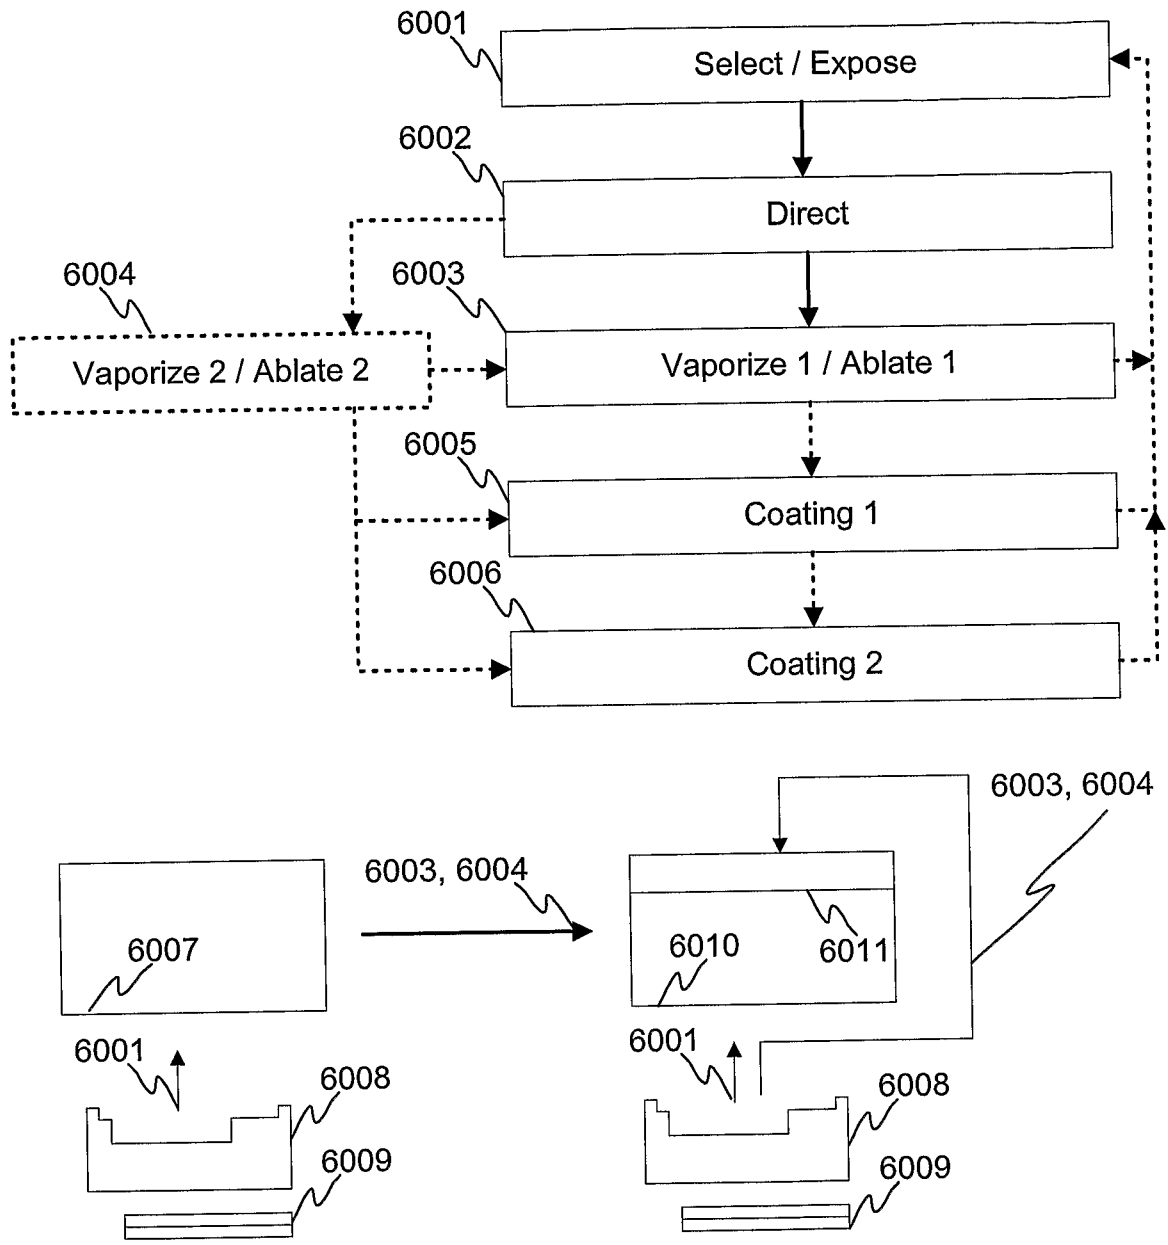 6001
Select / Expose
6002
Direct
6004
6003
Vaporize 2 / Ablate 2
Vaporize 1 / Ablate 1
6005
Coating 1
6006
Coating 2
6003, 6004
6003, 6004
6007
6010
6011
6001
6001
6008
6008
6009
6009